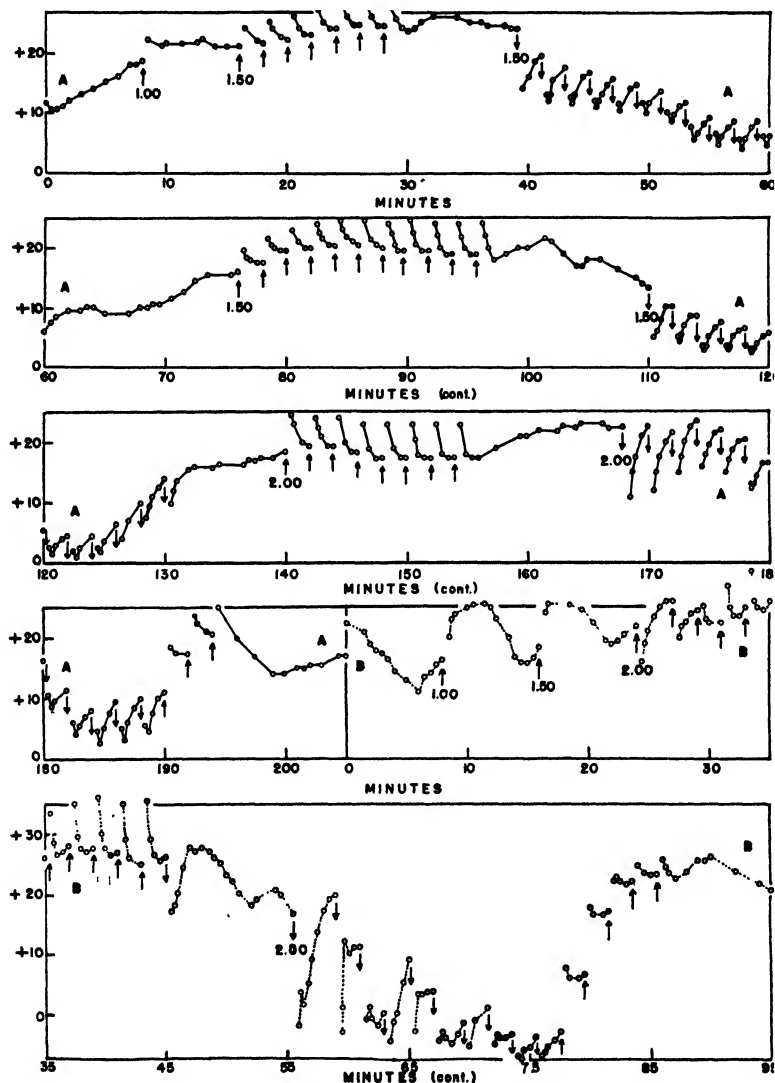 +20
A
1.00
1.50
1.50
A
+10
0
0 10 20 30 40 50 60
MINUTES
+20
A
1.50
1.50
A
+10
0
60 70 80 90 100 110 120
MINUTES (cont.)
+20
A
2.00
2.00
A
+10
0
120 130 140 150 160 170 180
MINUTES (cont.)
+20
A
A
B
1.00
1.50
2.00
B
+10
0
180 190 200 0 10 20 30
MINUTES
+30
B
B
+20
2.00
+10
0
35 45 55 65 75 85 95
MINUTES (cont.)